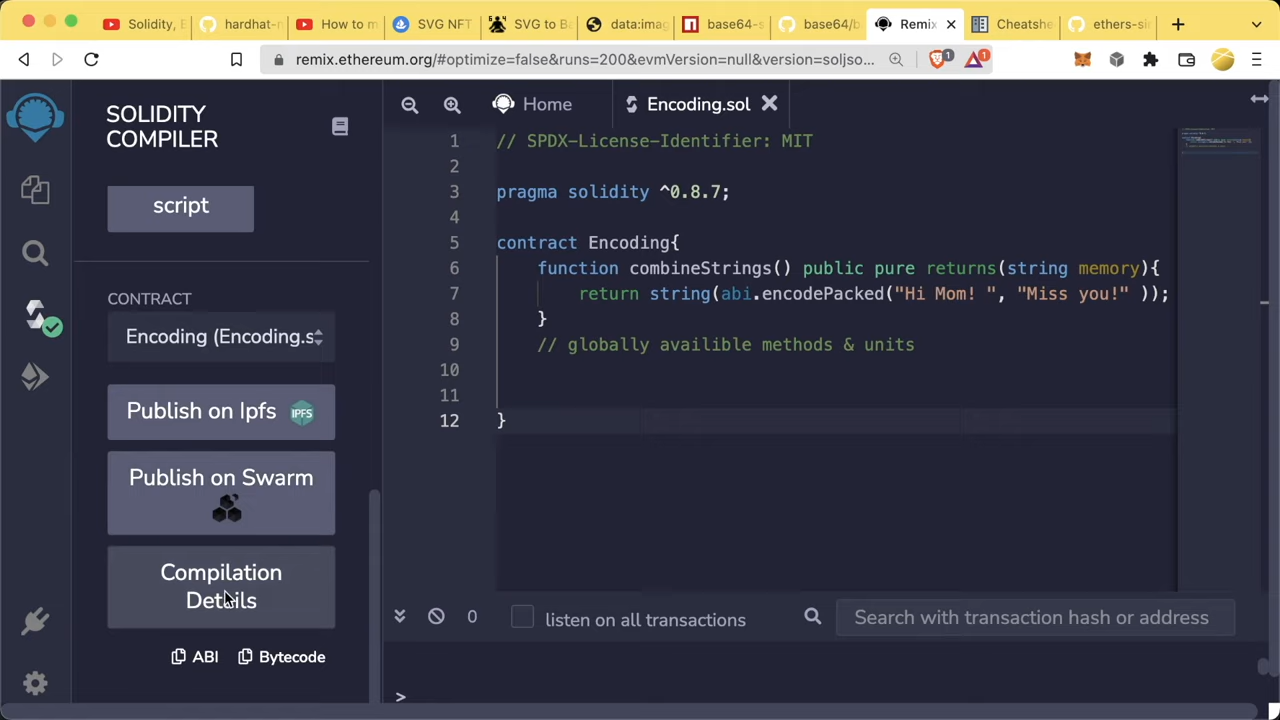 Solidity, E
hardhat-n
How to m
SVG NFT
SVG to Ba
data:imag
base64-s
base64/b
Remix
Cheatshe
ethers-sim
remix.ethereum.org/#optimize=false&runs=200&evmVersion=null&version=soljso...
1
1
SOLIDITY
COMPILER
script
CONTRACT
Encoding (Encoding.s
Publish on Ipfs
IPFS
Publish on Swarm
Compilation
Details
ABI
Bytecode
Home
Encoding.sol
1 // SPDX-License-Identifier: MIT
2
3 pragma solidity ^0.8.7;
4
5 contract Encoding{
6 function combineStrings() public pure returns(string memory){
7 return string(abi.encodePacked("Hi Mom! ", "Miss you!" ));
8 }
9 // globally availible methods & units
10
11
12 }
0
listen on all transactions
Search with transaction hash or address
>